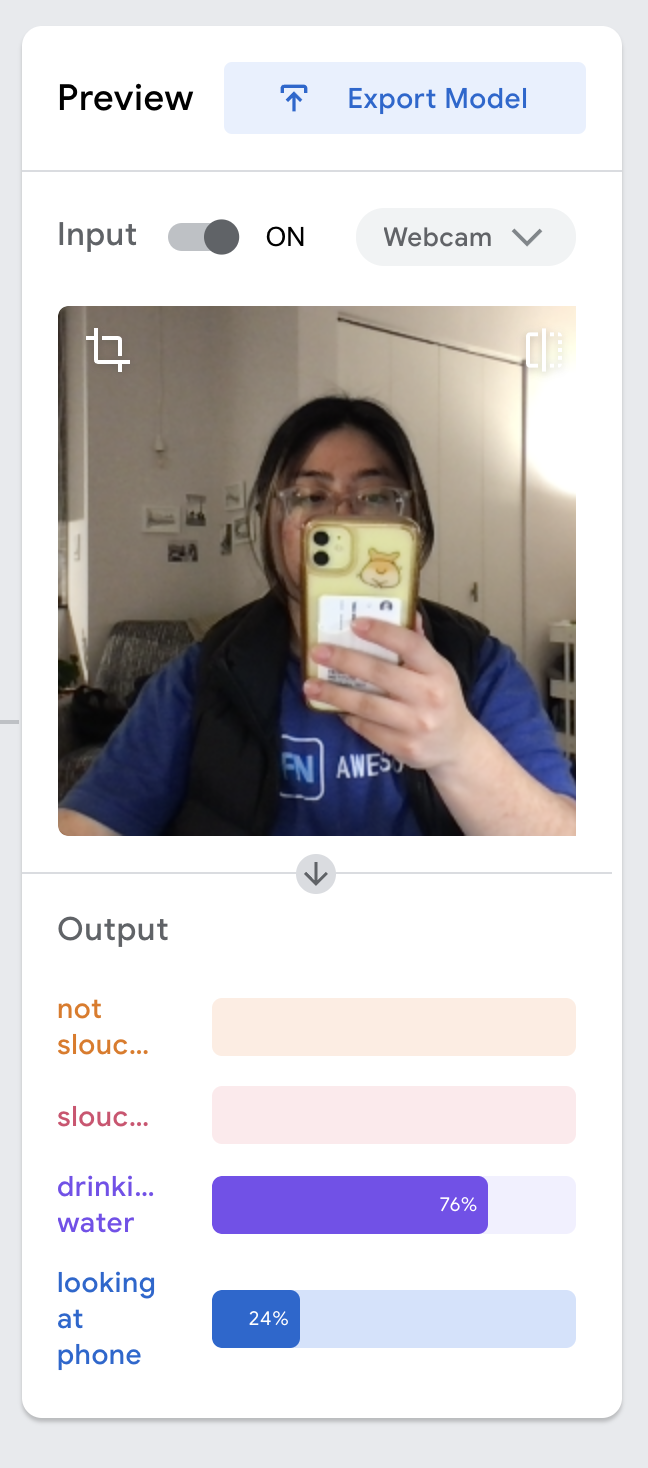 Preview
Export Model
Input
ON
Webcam
FN
AWES
Output
not
slouc...
slouc...
drinki...
water
76%
looking
at
phone
24%